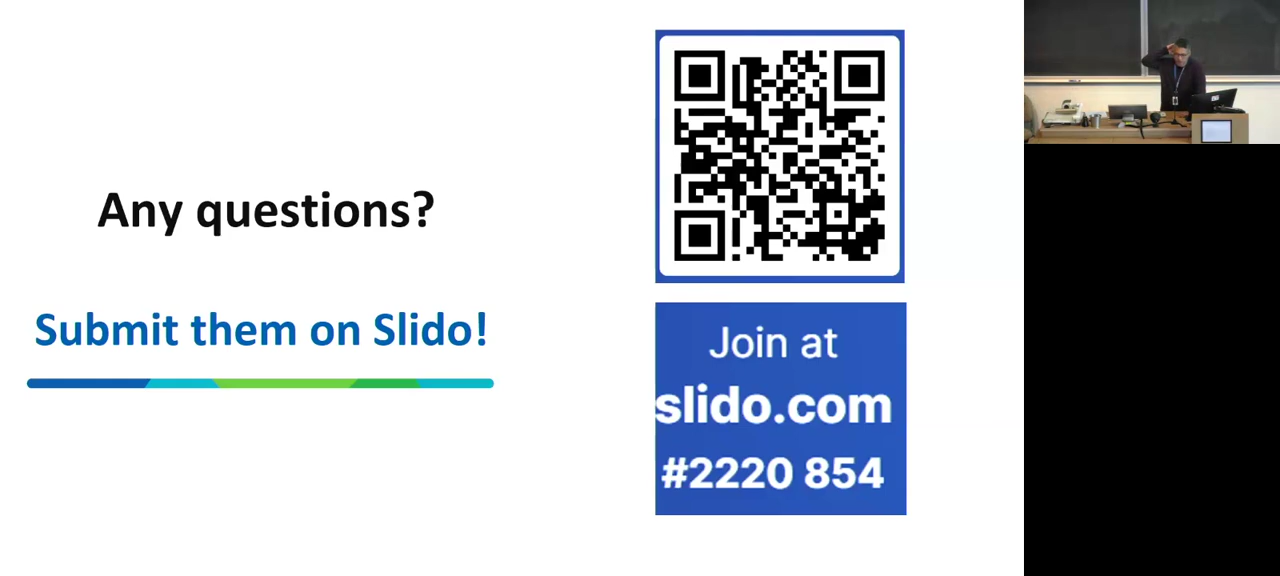 Any questions?
Submit them on Slido!
Join at
slido.com
#2220 854